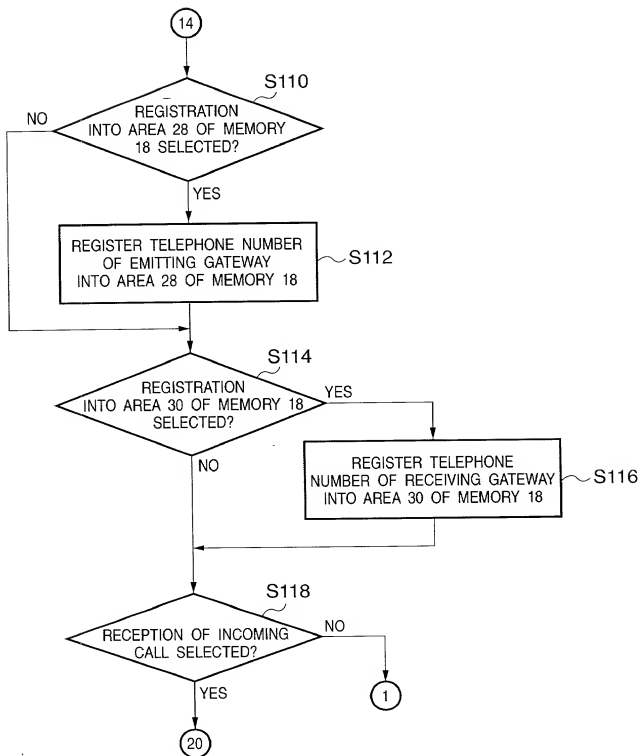 14
S110
REGISTRATION
INTO AREA 28 OF MEMORY
18 SELECTED?
NO
YES
REGISTER TELEPHONE NUMBER
OF EMITTING GATEWAY
INTO AREA 28 OF MEMORY 18
S112
S114
REGISTRATION
INTO AREA 30 OF MEMORY 18
SELECTED?
YES
NO
REGISTER TELEPHONE
NUMBER OF RECEIVING GATEWAY
INTO AREA 30 OF MEMORY 18
S116
S118
RECEPTION OF INCOMING
CALL SELECTED?
NO
YES
1
20